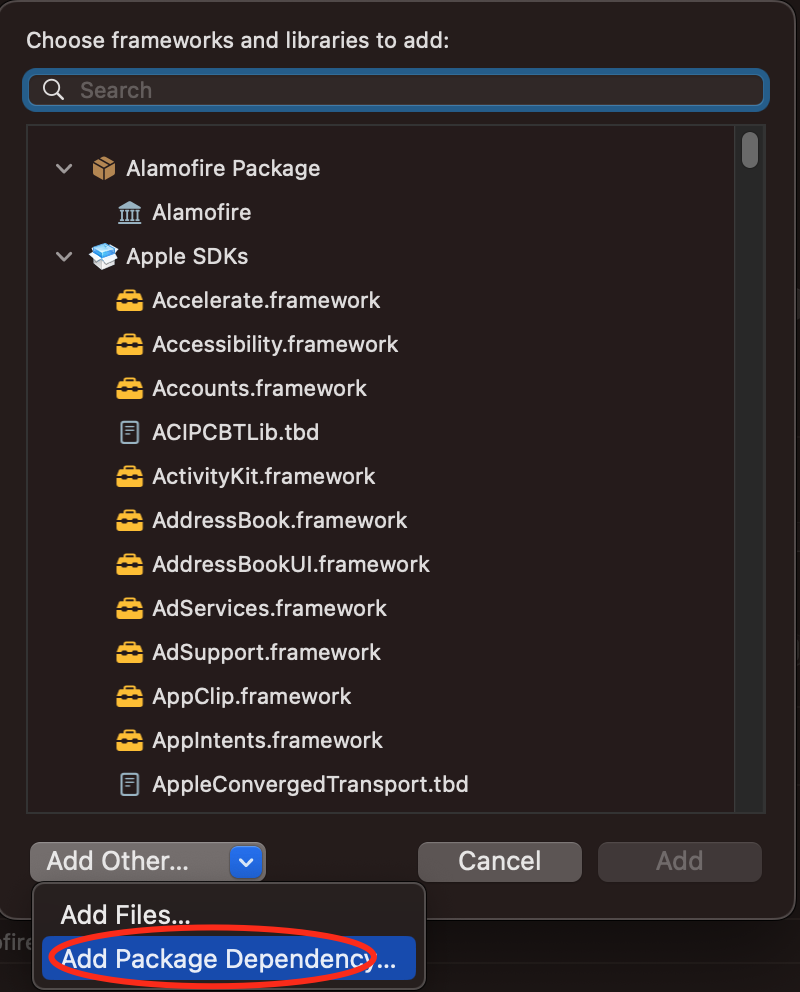 Choose frameworks and libraries to add:
Search
Alamofire Package
Alamofire
Apple SDKs
Accelerate.framework
Accessibility.framework
Accounts.framework
ACIPCBTLib.tbd
ActivityKit.framework
AddressBook.framework
AddressBookUI.framework
AdServices.framework
AdSupport.framework
AppClip.framework
AppIntents.framework
AppleConvergedTransport.tbd
Add Other...
Cancel
Add
Add Files...
Add Package Dependency...